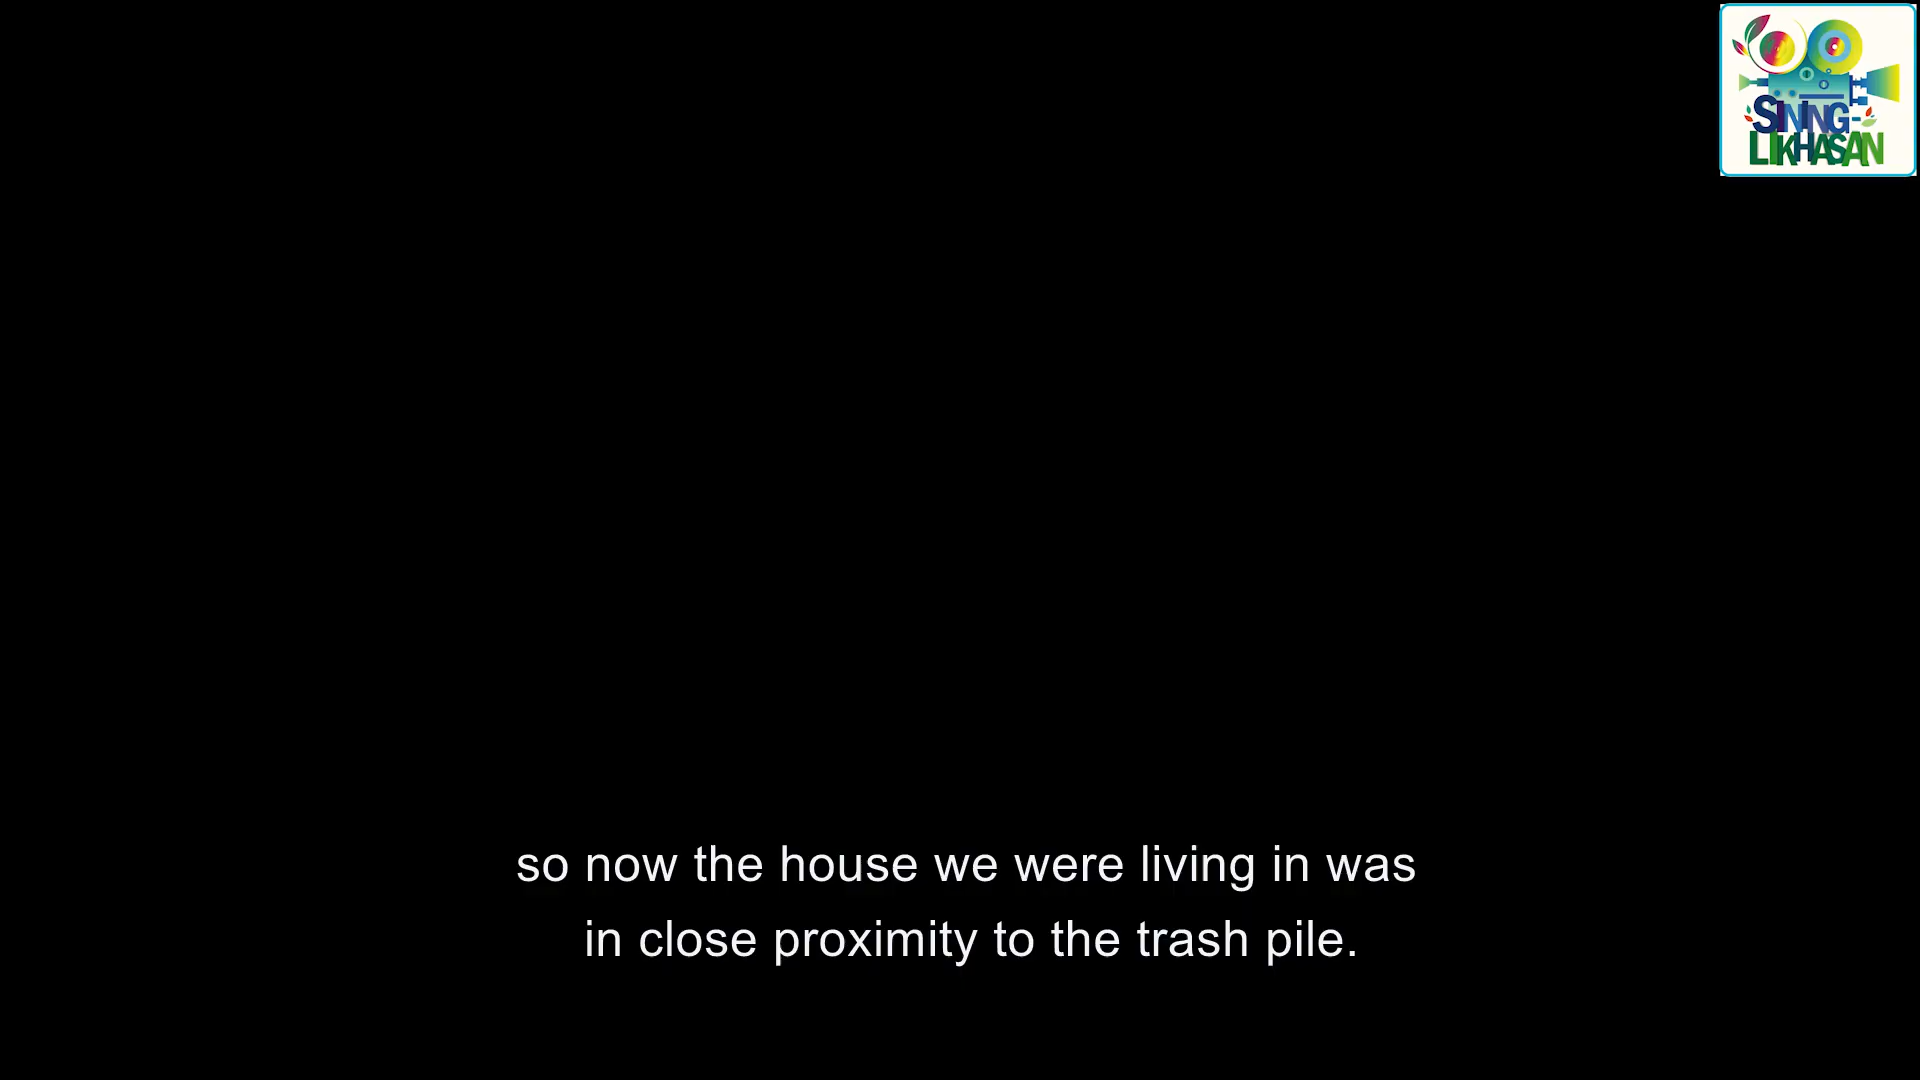 SINING-
LIKHASAN
so now the house we were living in was
in close proximity to the trash pile.